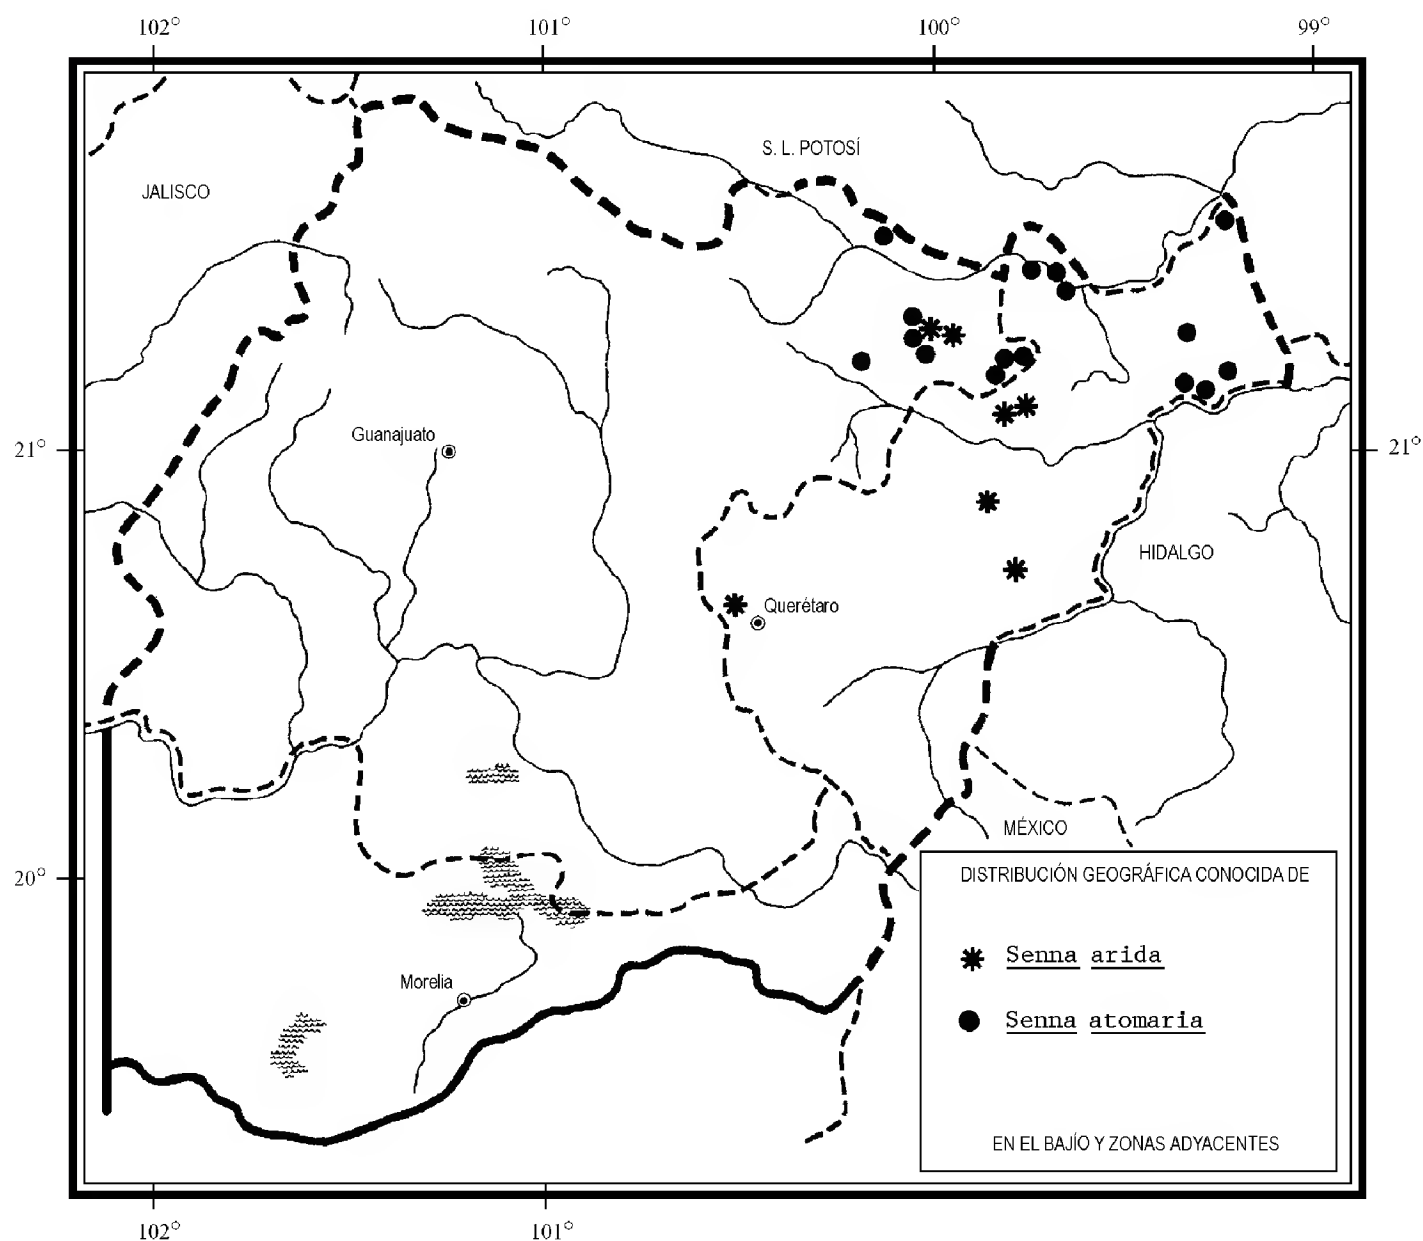 102° 101° 100° 99°
S. L. POTOSÍ
JALISCO
Guanajuato
21° 21°
HIDALGO
Querétaro
MÉXICO
20°
DISTRIBUCIÓN GEOGRÁFICA CONOCIDA DE
Senna arida
Morelia
Senna atomaria
EN EL BAJÍO Y ZONAS ADYACENTES
102° 101°